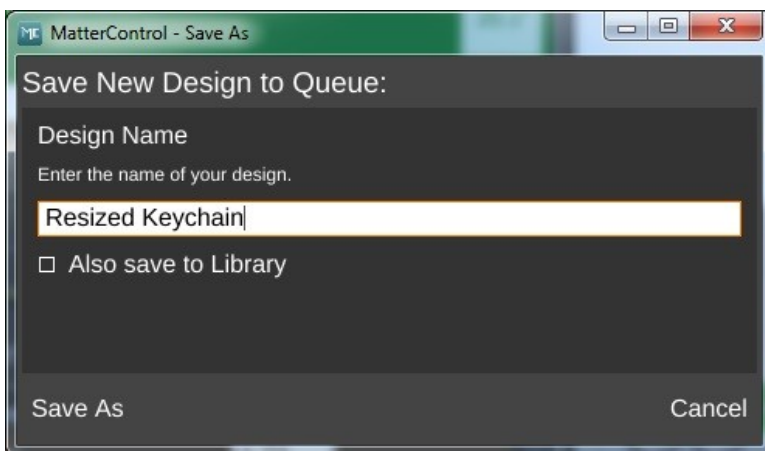 MatterControl - Save As
Save New Design to Queue:
Design Name
Enter the name of your design.
Resized Keychain
Also save to Library
Save As
Cancel